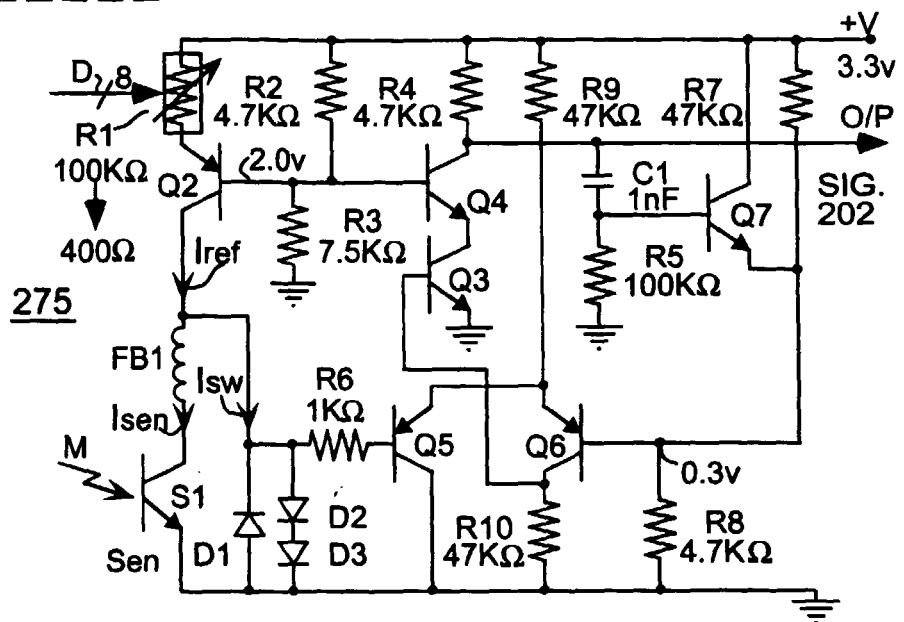 +V
3.3v
D 8
R1
100KΩ
400Ω
R2
4.7KΩ
R4
4.7KΩ
R9
47KΩ
R7
47KΩ
O/P
SIG.
202
Q2
2.0v
R3
7.5KΩ
Q4
Q3
C1
1nF
Q7
R5
100KΩ
Iref
275
FB1
Isw
Isen
R6
1KΩ
Q5
Q6
0.3v
M
S1
Sen
D1
D2
D3
R10
47KΩ
R8
4.7KΩ